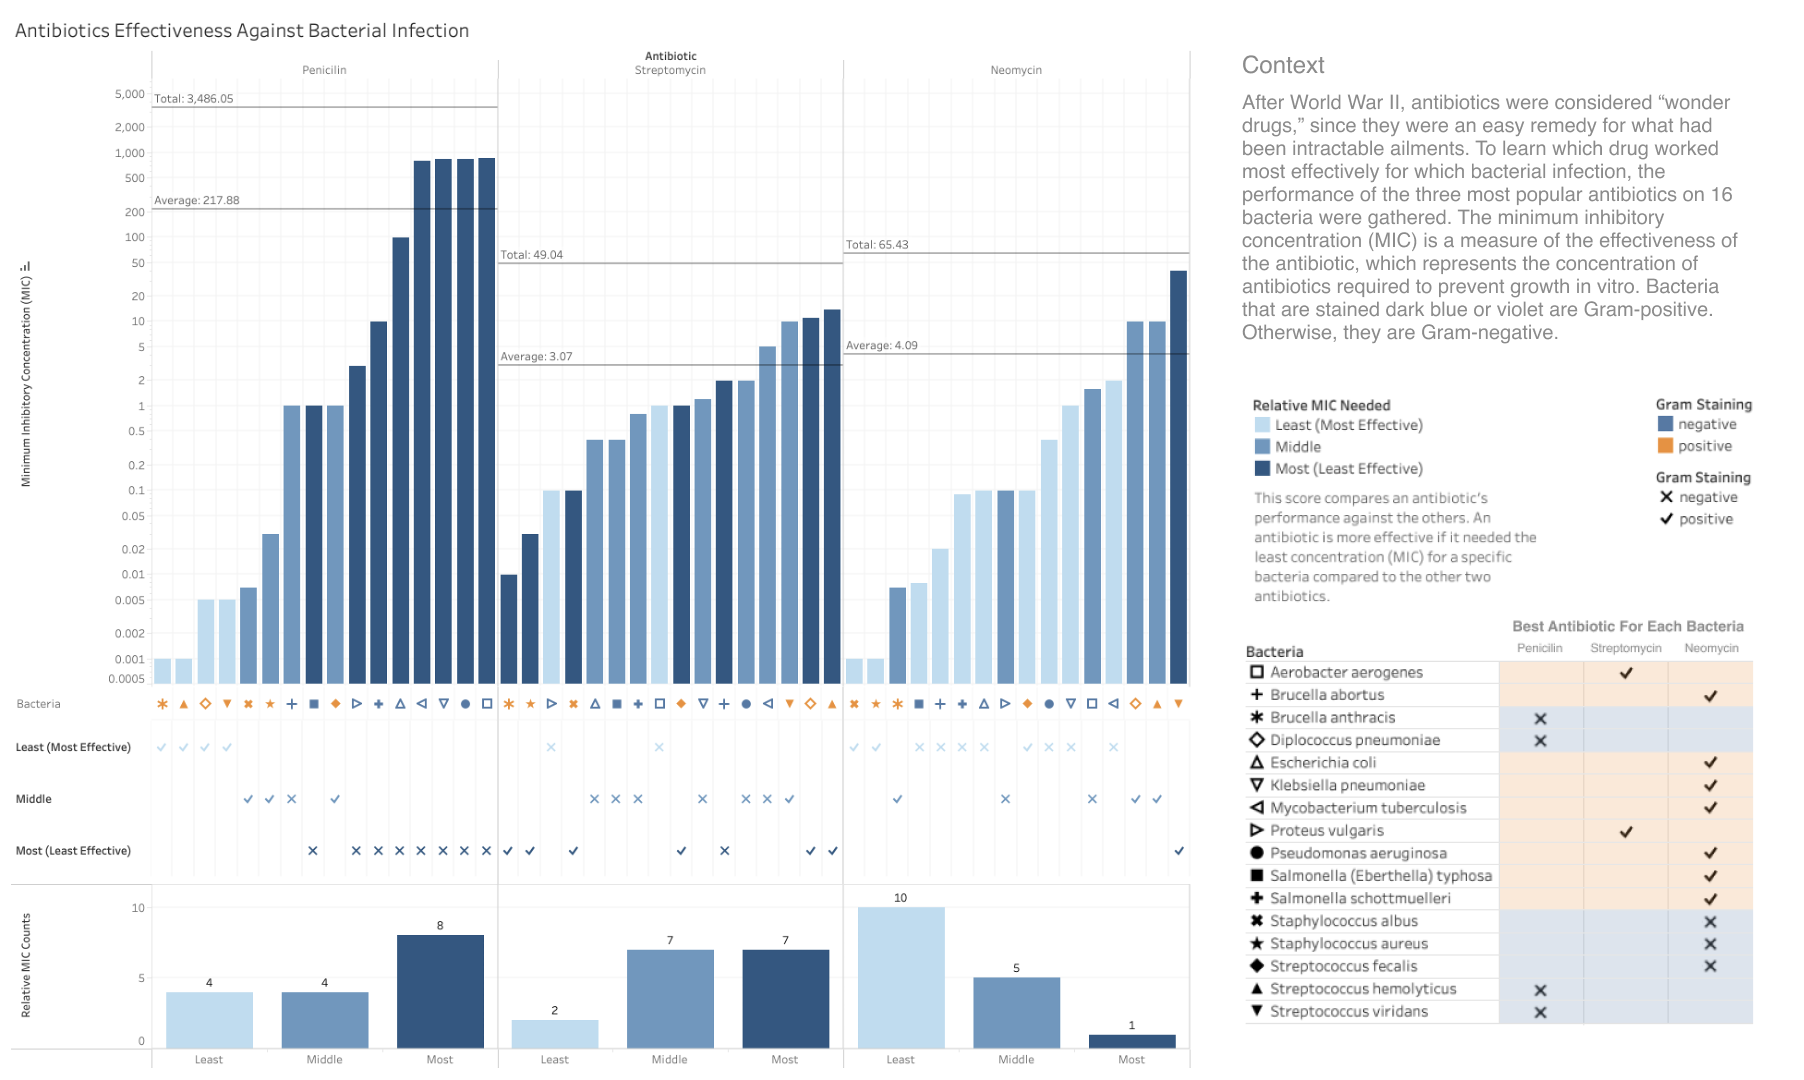 Antibiotics Effectiveness Against Bacterial Infection
Antibiotic
Penicilin
Streptomycin
Neomycin
Minimum Inhibitory Concentration (MIC)
5,000
2,000
1,000
500
200
100
50
20
10
5
2
1
0.5
0.2
0.1
0.05
0.02
0.01
0.005
0.002
0.001
0.0005
Total: 3,486.05
Average: 217.88
Total: 49.04
Average: 3.07
Total: 65.43
Average: 4.09
Bacteria
Least (Most Effective)
Middle
Most (Least Effective)
Relative MIC Counts
10
5
0
4
4
8
2
7
7
10
5
1
Least
Middle
Most
Least
Middle
Most
Least
Middle
Most
Context
After World War II, antibiotics were considered “wonder
drugs,” since they were an easy remedy for what had
been intractable ailments. To learn which drug worked
most effectively for which bacterial infection, the
performance of the three most popular antibiotics on 16
bacteria were gathered. The minimum inhibitory
concentration (MIC) is a measure of the effectiveness of
the antibiotic, which represents the concentration of
antibiotics required to prevent growth in vitro. Bacteria
that are stained dark blue or violet are Gram-positive.
Otherwise, they are Gram-negative.
Relative MIC Needed
Least (Most Effective)
Middle
Most (Least Effective)
This score compares an antibiotic's
performance against the others. An
antibiotic is more effective if it needed the
least concentration (MIC) for a specific
bacteria compared to the other two
antibiotics.
Gram Staining
negative
positive
Gram Staining
negative
positive
Best Antibiotic For Each Bacteria
Bacteria
Penicilin
Streptomycin
Neomycin
Aerobacter aerogenes
Brucella abortus
Brucella anthracis
Diplococcus pneumoniae
Escherichia coli
Klebsiella pneumoniae
Mycobacterium tuberculosis
Proteus vulgaris
Pseudomonas aeruginosa
Salmonella (Eberthella) typhosa
Salmonella schottmuelleri
Staphylococcus albus
Staphylococcus aureus
Streptococcus fecalis
Streptococcus hemolyticus
Streptococcus viridans